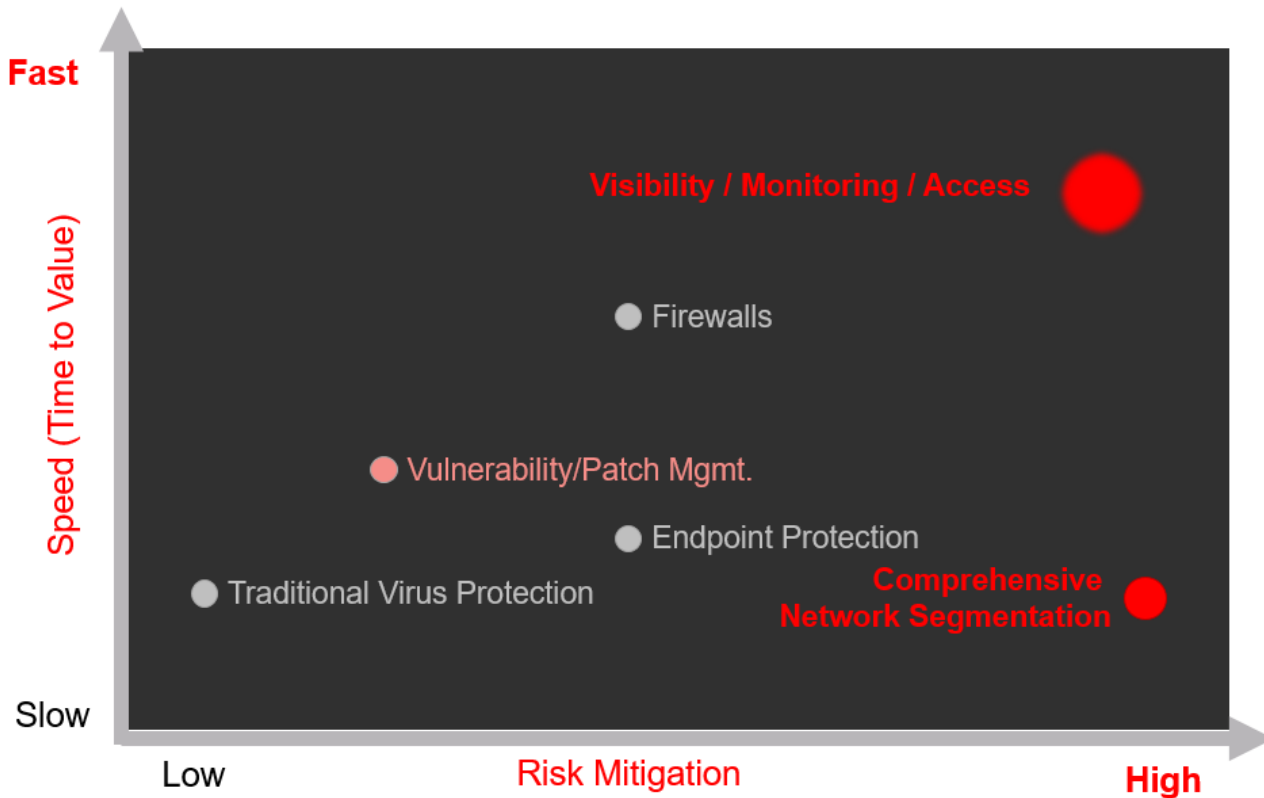 Fast
Visibility / Monitoring / Access
Speed (Time to Value)
Firewalls
Vulnerability/Patch Mgmt.
Endpoint Protection
Traditional Virus Protection
Comprehensive
Network Segmentation
Slow
Low
Risk Mitigation
High